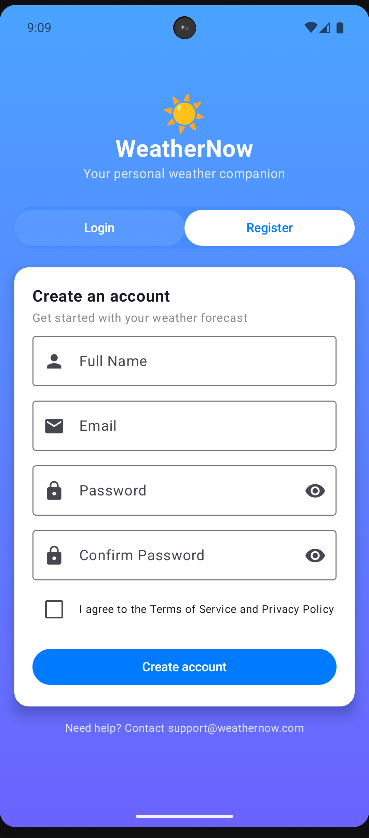 9:09
WeatherNow
Your personal weather companion
Login
Register
Create an account
Get started with your weather forecast
Full Name
Email
Password
Confirm Password
I agree to the Terms of Service and Privacy Policy
Create account
Need help? Contact support@weathernow.com